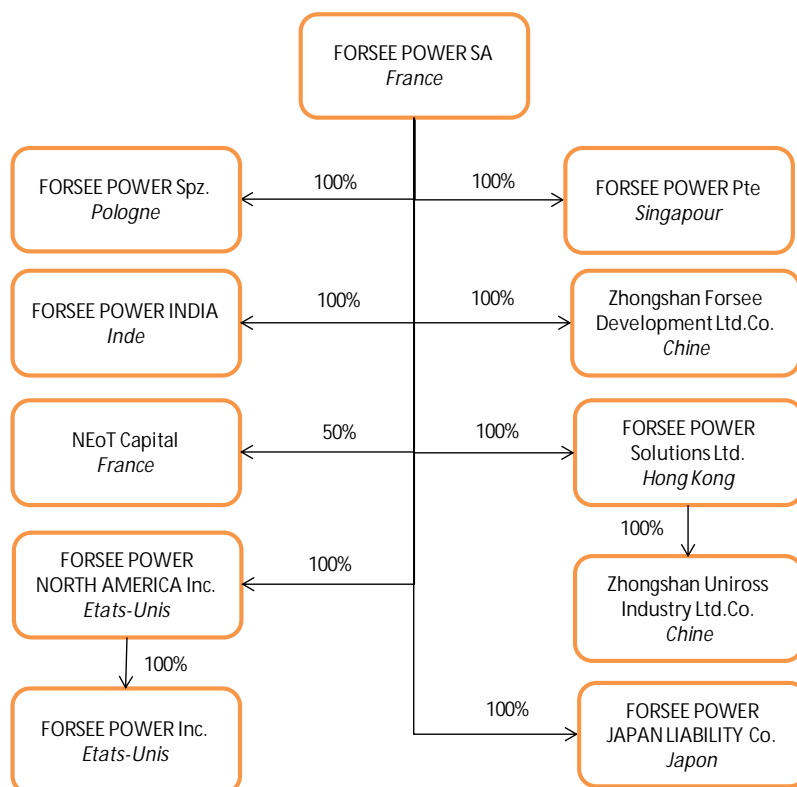 FORSEE POWER SA
France
100%
100%
FORSEE POWER Spz.
Pologne
FORSEE POWER Pte
Singapour
100%
100%
FORSEE POWER INDIA
Inde
Zhongshan Forsee
Development Ltd.Co.
Chine
50%
100%
NEoT Capital
France
FORSEE POWER
Solutions Ltd.
Hong Kong
100%
100%
FORSEE POWER
NORTH AMERICA Inc.
Etats-Unis
Zhongshan Uniross
Industry Ltd.Co.
Chine
100%
100%
FORSEE POWER Inc.
Etats-Unis
FORSEE POWER
JAPAN LIABILITY Co.
Japon